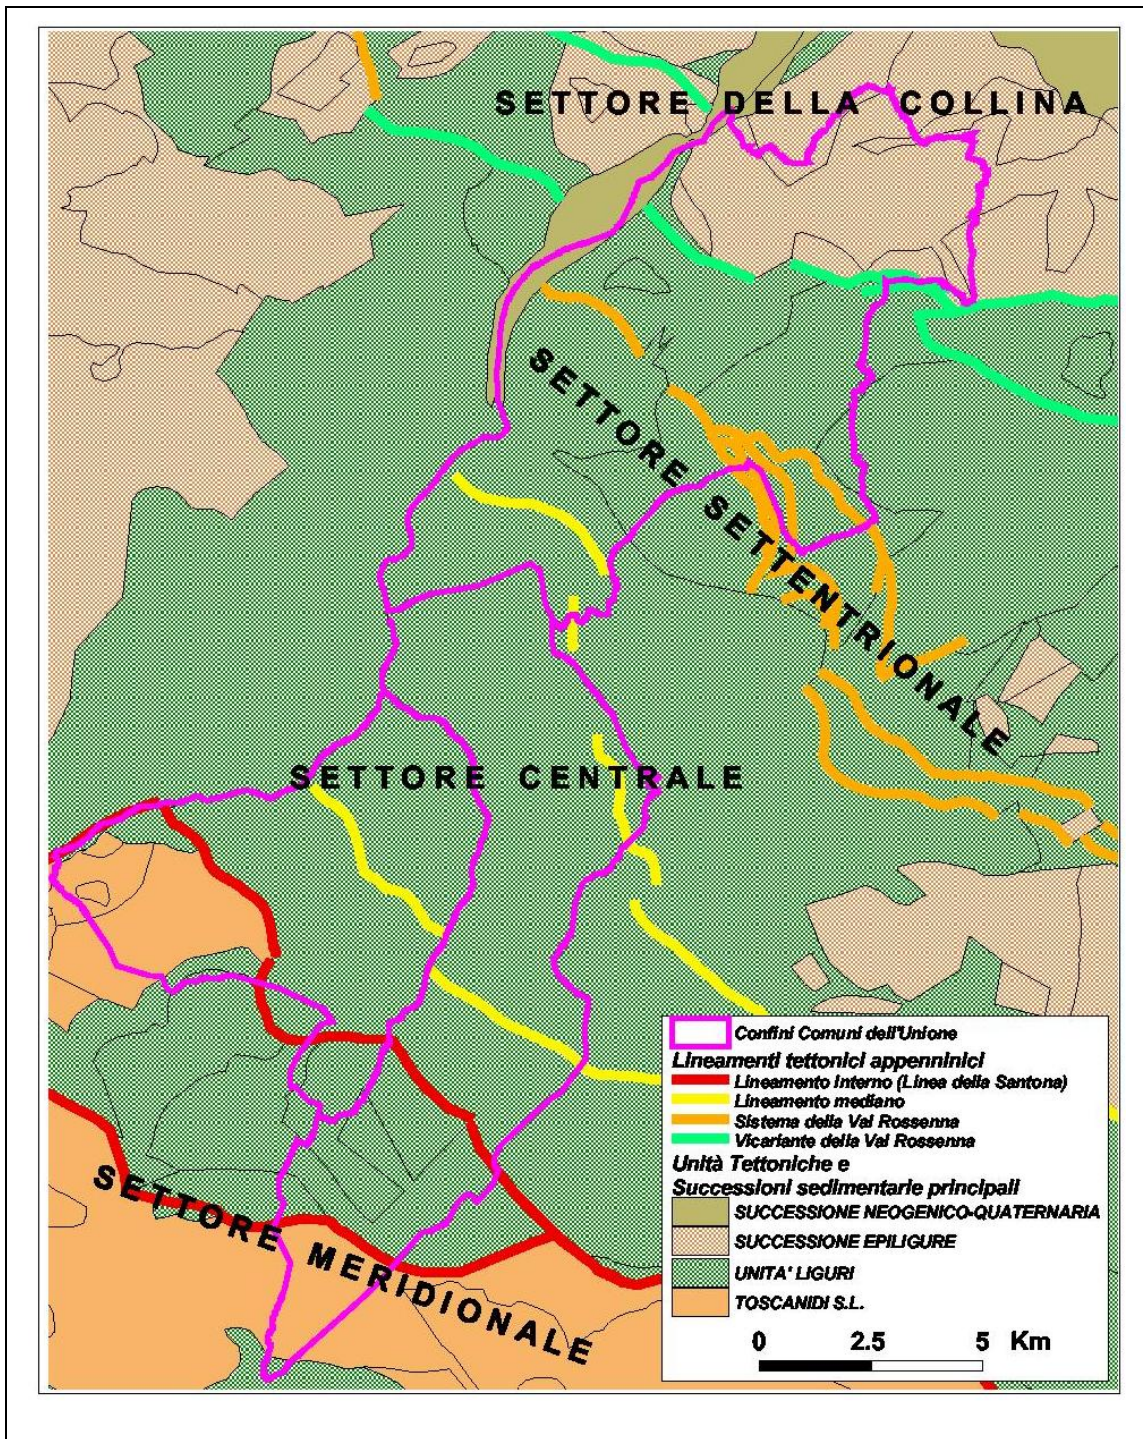 SETTORE DELLA COLLINA
SETTORE SETTENTRIONALE
SETTORE CENTRALE
SETTORE MERIDIONALE
Confini Comuni dell'Unione
Lineamenti tettonici appenninici
Lineamento interno (Linea della Santona)
Lineamento mediano
Sistema della Val Rossenna
Vicariante della Val Rossenna
Unità Tettoniche e
Successioni sedimentarie principali
SUCCESSIONE NEOGENICO-QUATERNARIA
SUCCESSIONE EPILIGURE
UNITA' LIGURI
TOSCANIDI S.L.
0 2.5 5 Km